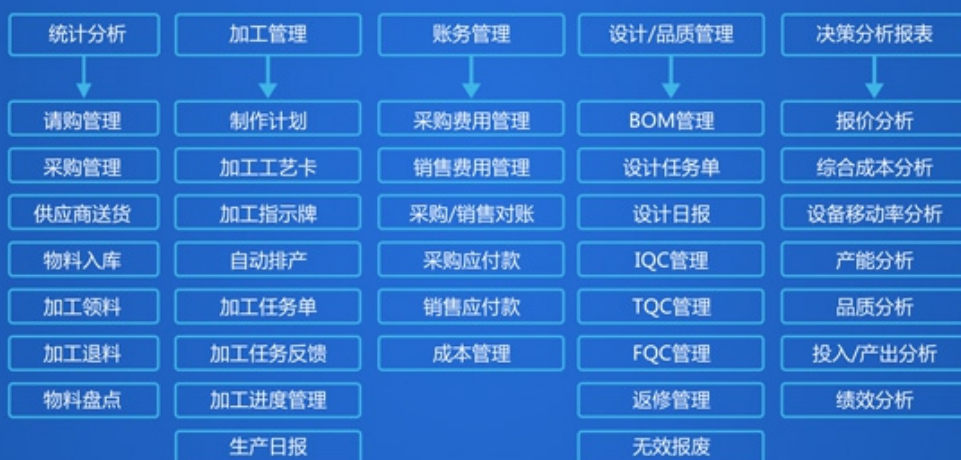 统计分析
加工管理
账务管理
设计/品质管理
决策分析报表
请购管理
制作计划
采购费用管理
BOM管理
报价分析
采购管理
加工工艺卡
销售费用管理
设计任务单
综合成本分析
供应商送货
加工指示牌
采购/销售对账
设计日报
设备移动率分析
物料入库
自动排产
采购应付款
IQC管理
产能分析
加工领料
加工任务单
销售应付款
TQC管理
品质分析
加工退料
加工任务反馈
成本管理
FQC管理
投入/产出分析
物料盘点
加工进度管理
返修管理
绩效分析
生产日报
无效报废